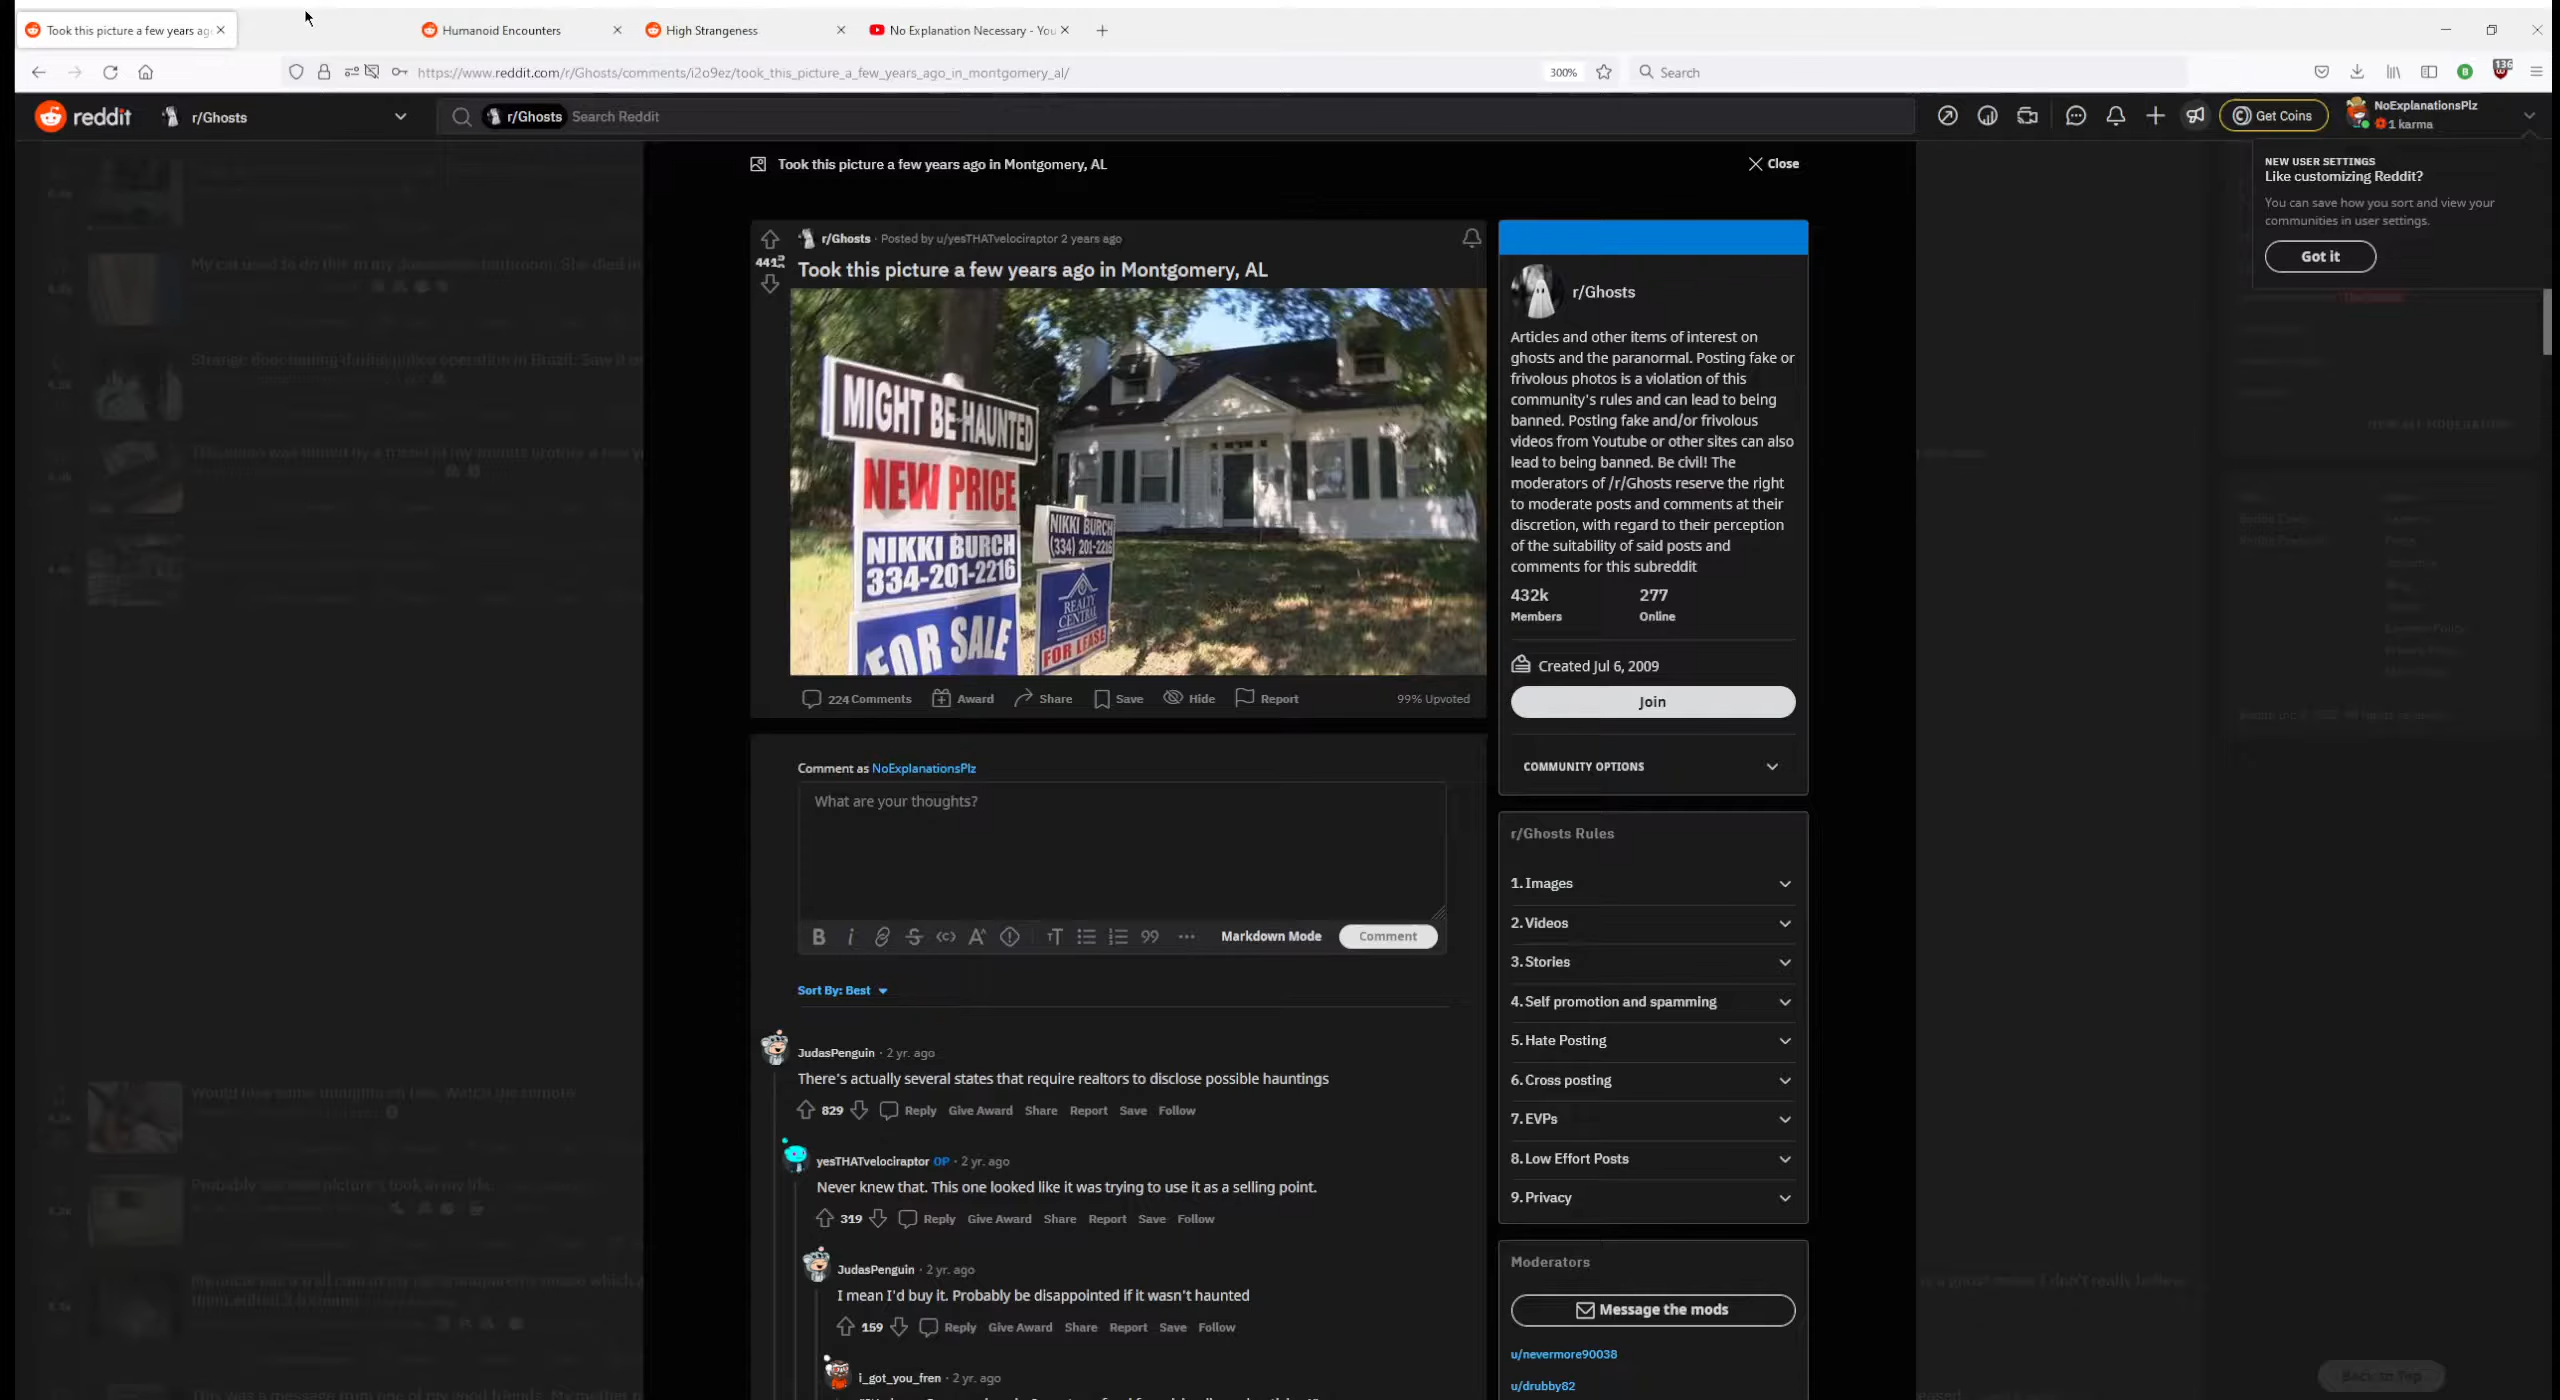 Took this picture a few years ag
Humanoid Encounters
High Strangeness
No Explanation Necessary - You
https://www.reddit.com/r/Ghosts/comments/i2o9ez/took_this_picture_a_few_years_ago_in_montgomery_al/
300%
Search
136
reddit
r/Ghosts
r/Ghosts Search Reddit
Get Coins
NoExplanationsPlz
1 karma
Took this picture a few years ago in Montgomery, AL
Close
NEW USER SETTINGS
Like customizing Reddit?
You can save how you sort and view your
communities in user settings.
Got it
r/Ghosts · Posted by u/yesTHATvelociraptor 2 years ago
Took this picture a few years ago in Montgomery, AL
MIGHT BE HAUNTED
NEW PRICE
NIKKI BURCH
334-201-2216
FOR SALE
NIKKI BURCH
(334) 201-2216
REALTY
CENTRAL
FOR LEASE
224 Comments Award Share Save Hide Report 99% Upvoted
Comment as NoExplanationsPlz
What are your thoughts?
Markdown Mode Comment
Sort By: Best
JudasPenguin · 2 yr. ago
There's actually several states that require realtors to disclose possible hauntings
829 Reply Give Award Share Report Save Follow
yesTHATvelociraptor OP · 2 yr. ago
Never knew that. This one looked like it was trying to use it as a selling point.
319 Reply Give Award Share Report Save Follow
JudasPenguin · 2 yr. ago
I mean I'd buy it. Probably be disappointed if it wasn't haunted
159 Reply Give Award Share Report Save Follow
i_got_you_fren · 2 yr. ago
r/Ghosts
Articles and other items of interest on
ghosts and the paranormal. Posting fake or
frivolous photos is a violation of this
community's rules and can lead to being
banned. Posting fake and/or frivolous
videos from Youtube or other sites can also
lead to being banned. Be civil! The
moderators of /r/Ghosts reserve the right
to moderate posts and comments at their
discretion, with regard to their perception
of the suitability of said posts and
comments for this subreddit
432k 277
Members Online
Created Jul 6, 2009
Join
COMMUNITY OPTIONS
r/Ghosts Rules
1. Images
2. Videos
3. Stories
4. Self promotion and spamming
5. Hate Posting
6. Cross posting
7. EVPs
8. Low Effort Posts
9. Privacy
Moderators
Message the mods
u/nevermore90038
u/drubby82
Back to Top